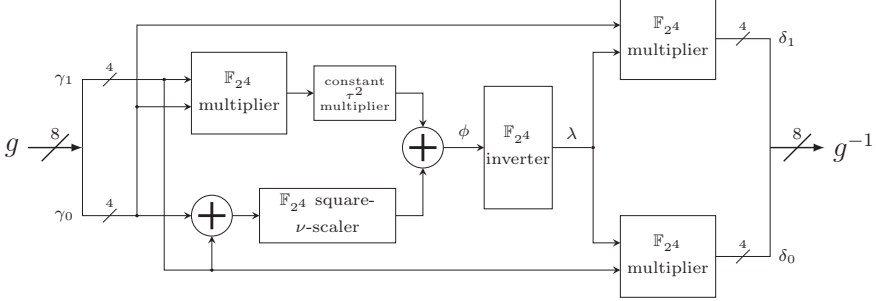 g
8
γ₁
4
γ₀
4
𝔽₂⁴
multiplier
constant
τ²
multiplier
+
𝔽₂⁴ square-
ν-scaler
+
ϕ
𝔽₂⁴
inverter
λ
𝔽₂⁴
multiplier
4
δ₁
𝔽₂⁴
multiplier
4
δ₀
8
g⁻¹